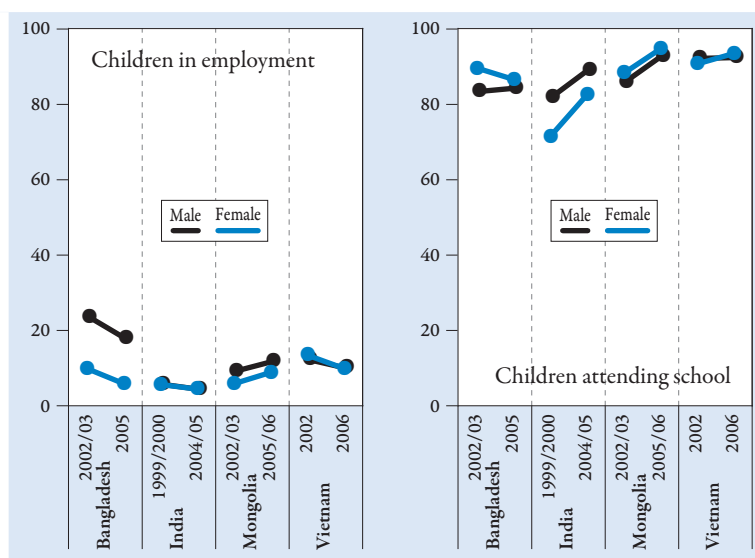 100
80
60
40
20
0
Children in employment
Male Female
2002/03
2005
Bangladesh
1999/2000
2004/05
India
2002/03
2005/06
Mongolia
2002
2006
Vietnam
100
80
60
40
20
0
Male Female
Children attending school
2002/03
2005
Bangladesh
1999/2000
2004/05
India
2002/03
2005/06
Mongolia
2002
2006
Vietnam